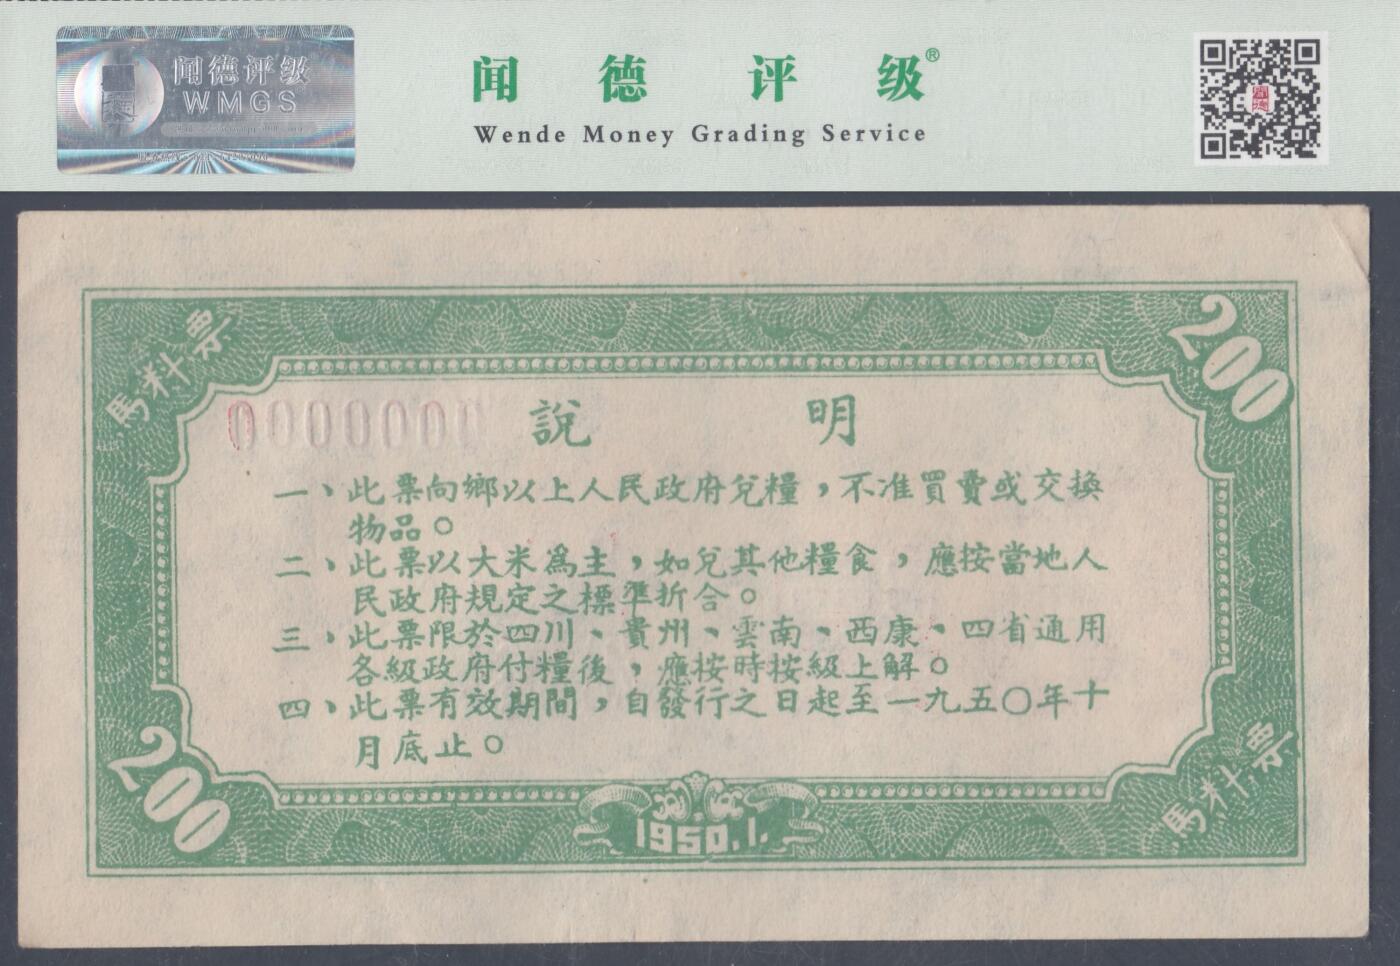 闻德评级
WMGS
闻德评级®
Wende Money Grading Service
馬料票
200
0000000
說明
一、此票向鄉以上人民政府兌糧，不准買賣或交換
物品。
二、此票以大米為主，如兌其他糧食，應按當地人
民政府規定之標準折合。
三、此票限於四川、貴州、雲南、西康、四省通用
各級政府付糧後，應按時按級上解。
四、此票有效期間，自發行之日起至一九五〇年十
月底止。
200
1950.1.
馬料票